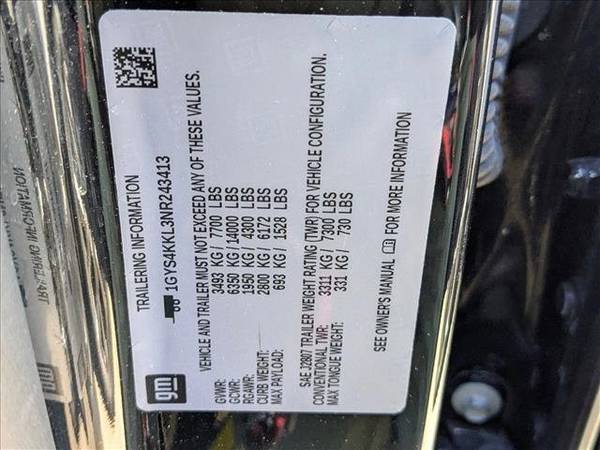 gm
TRAILERING INFORMATION
1GYS4KKL3NR243413
VEHICLE AND TRAILER MUST NOT EXCEED ANY OF THESE VALUES.
GVWR: 3493 KG / 7700 LBS
GCWR: 6350 KG / 14000 LBS
RGAWR: 1950 KG / 4300 LBS
CURB WEIGHT: 2800 KG / 6172 LBS
MAX PAYLOAD: 693 KG / 1528 LBS
SAE J2807 TRAILER WEIGHT RATING (TWR) FOR VEHICLE CONFIGURATION.
CONVENTIONAL TWR: 3311 KG / 7300 LBS
MAX TONGUE WEIGHT: 331 KG / 730 LBS
SEE OWNER'S MANUAL FOR MORE INFORMATION